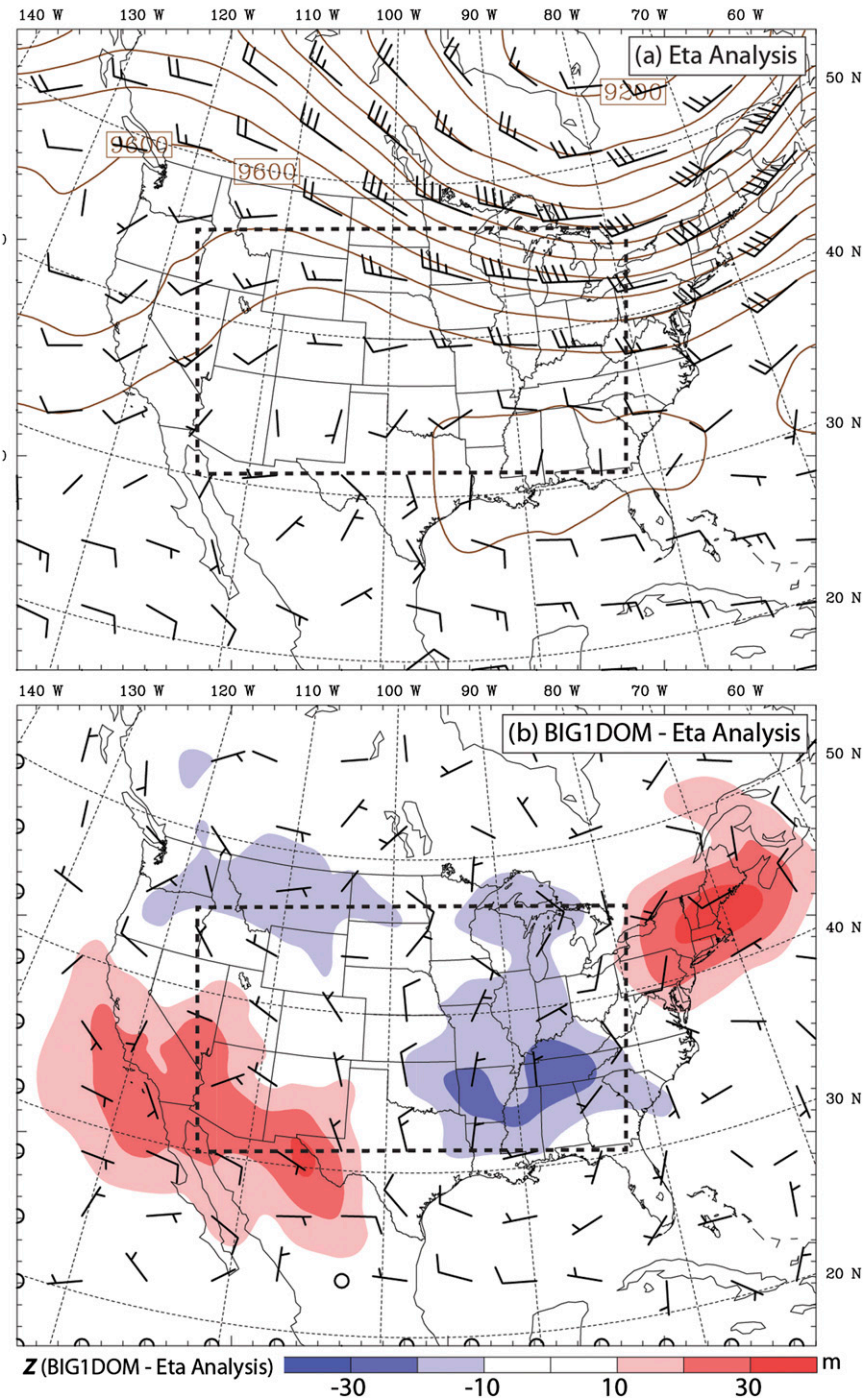 140 W 130 W 120 W 110 W 100 W 90 W 80 W 70 W 60 W
(a) Eta Analysis
50 N
9200
9600
9600
40 N
30 N
20 N
140 W 130 W 120 W 110 W 100 W 90 W 80 W 70 W 60 W
(b) BIG1DOM - Eta Analysis
50 N
40 N
30 N
20 N
Z (BIG1DOM - Eta Analysis)
m
-30 -10 10 30